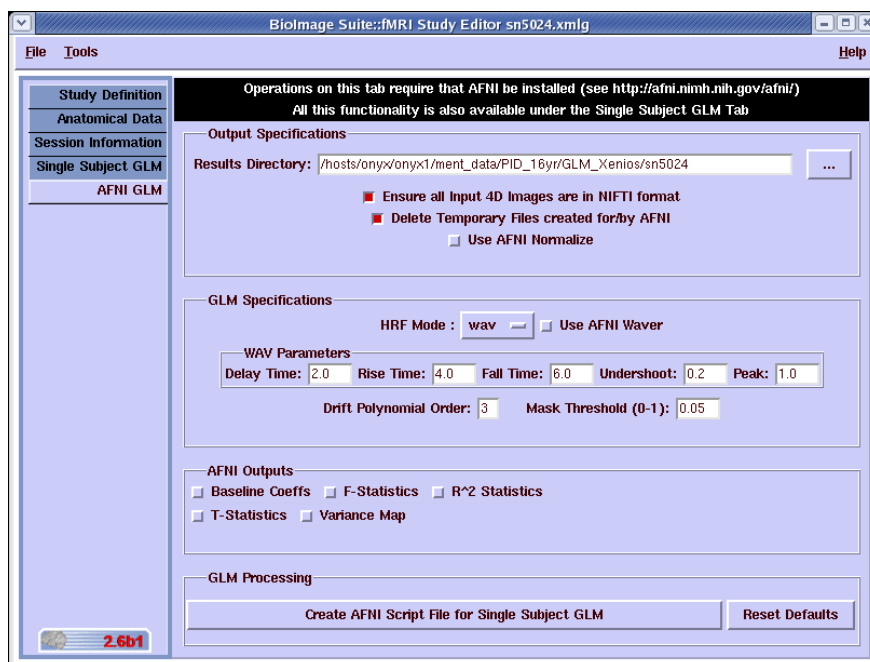 BioImage Suite::fMRI Study Editor sn5024.xmlg
File Tools Help
Study Definition
Anatomical Data
Session Information
Single Subject GLM
AFNI GLM
2.6b1
Operations on this tab require that AFNI be installed (see http://afni.nimh.nih.gov/afni/)
All this functionality is also available under the Single Subject GLM Tab
Output Specifications
Results Directory: /hosts/onyx/onyx1/ment_data/PID_16yr/GLM_Xenios/sn5024 ...
Ensure all Input 4D Images are in NIFTI format
Delete Temporary Files created for/by AFNI
Use AFNI Normalize
GLM Specifications
HRF Mode : wav Use AFNI Waver
WAV Parameters
Delay Time: 2.0 Rise Time: 4.0 Fall Time: 6.0 Undershoot: 0.2 Peak: 1.0
Drift Polynomial Order: 3 Mask Threshold (0-1): 0.05
AFNI Outputs
Baseline Coeffs F-Statistics R^2 Statistics
T-Statistics Variance Map
GLM Processing
Create AFNI Script File for Single Subject GLM Reset Defaults